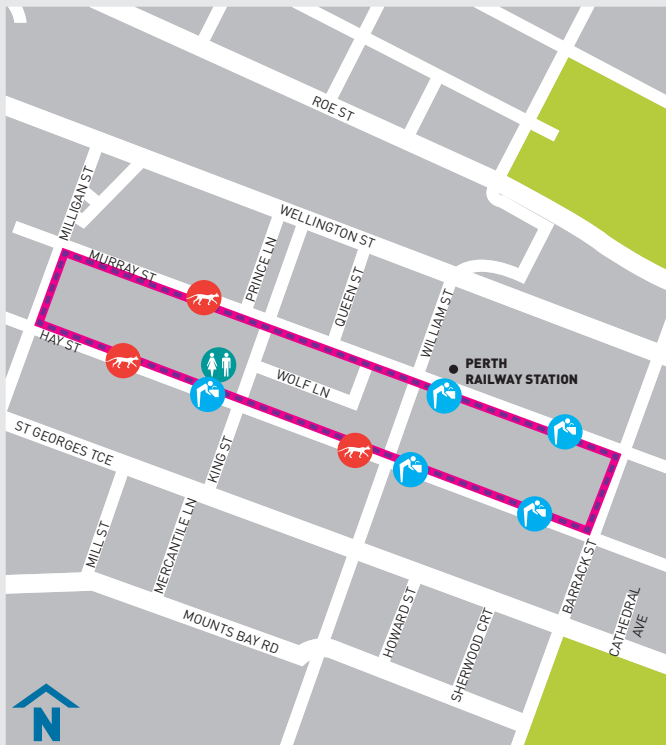 ROE ST
MILLIGAN ST
WELLINGTON ST
MURRAY ST
PRINCE LN
QUEEN ST
WILLIAM ST
HAY ST
PERTH
RAILWAY STATION
WOLF LN
ST GEORGES TCE
KING ST
MILL ST
MERCANTILE LN
BARRACK ST
CATHEDRAL
AVE
HOWARD ST
SHERWOOD CRT
MOUNTS BAY RD
N